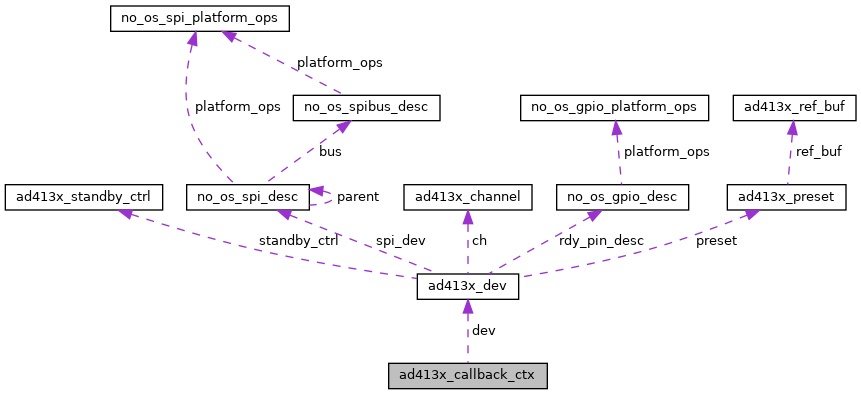 no_os_spi_platform_ops
platform_ops
platform_ops
no_os_spibus_desc
no_os_gpio_platform_ops
ad413x_ref_buf
bus
platform_ops
ref_buf
ad413x_standby_ctrl
no_os_spi_desc
parent
ad413x_channel
no_os_gpio_desc
ad413x_preset
standby_ctrl
spi_dev
ch
rdy_pin_desc
preset
ad413x_dev
dev
ad413x_callback_ctx